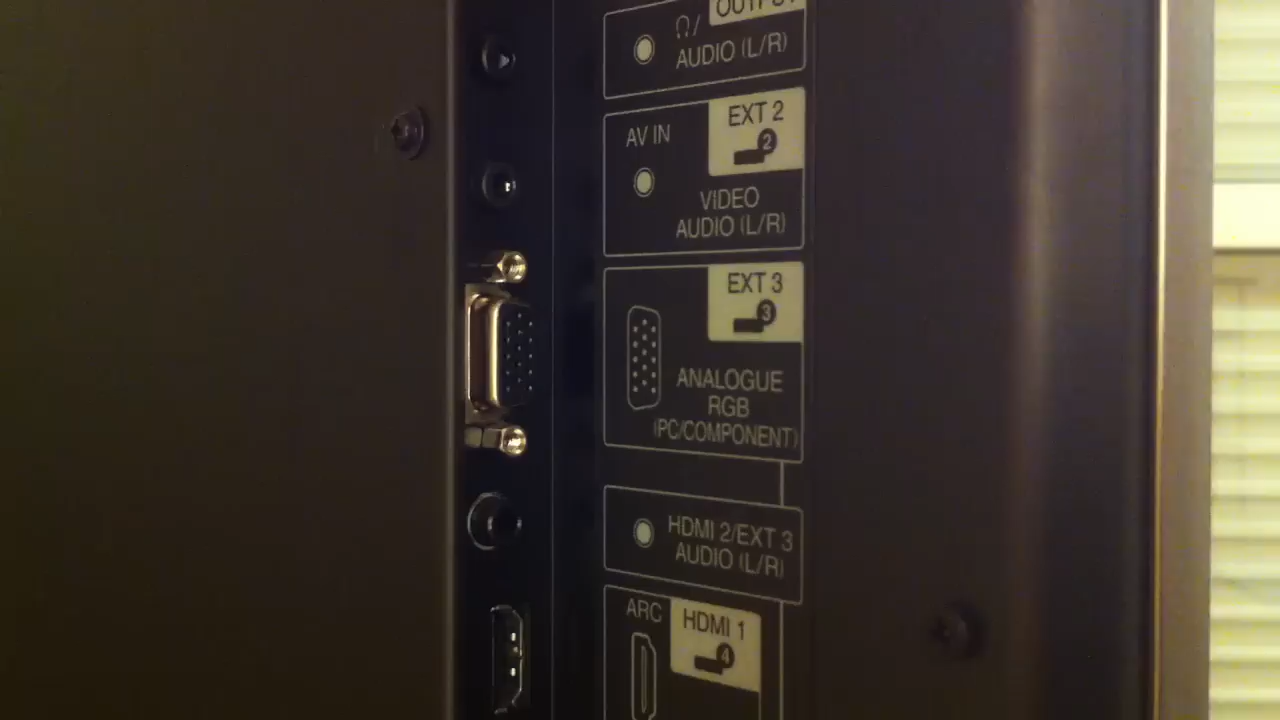 OUTPUT
Ω/
AUDIO (L/R)
EXT 2
AV IN
2
VIDEO
AUDIO (L/R)
EXT 3
3
ANALOGUE
RGB
(PC/COMPONENT)
HDMI 2/EXT 3
AUDIO (L/R)
ARC
HDMI 1
4